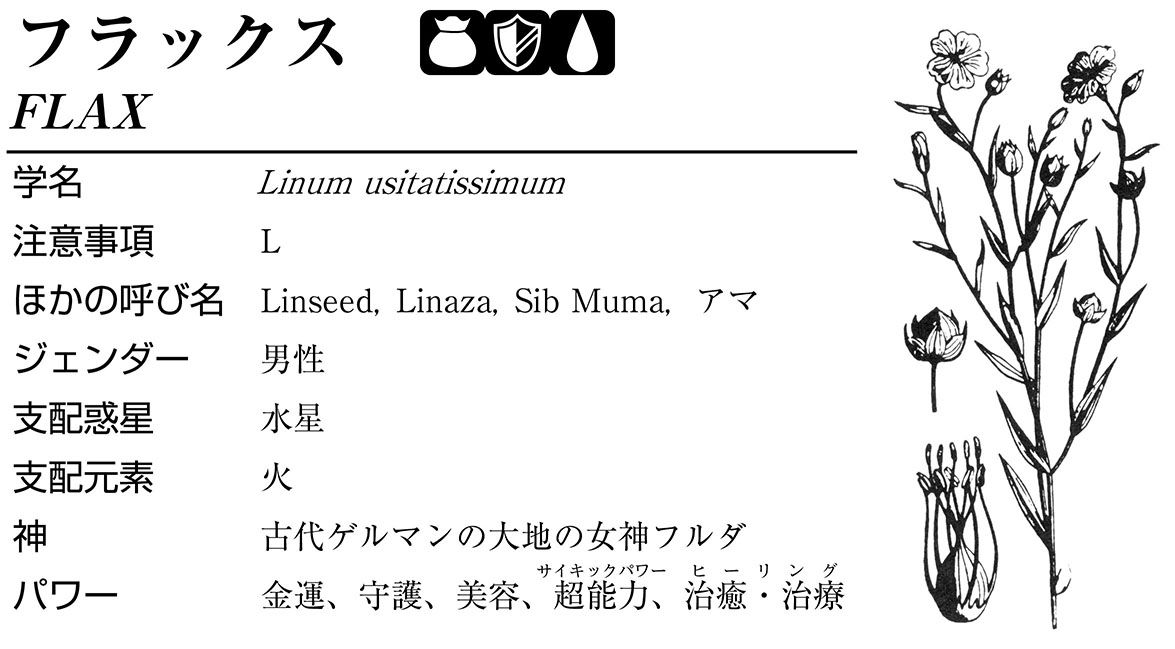 フラックス
FLAX
学名 Linum usitatissimum
注意事項 L
ほかの呼び名 Linseed, Linaza, Sib Muma, アマ
ジェンダー 男性
支配惑星 水星
支配元素 火
神 古代ゲルマンの大地の女神フルダ
サイキックパワー ヒーリング
パワー 金運、守護、美容、超能力、治癒・治療